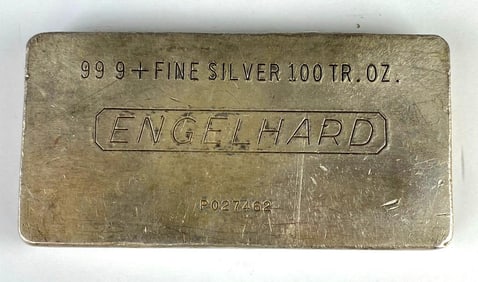 99 9+ FINE SILVER 100 TR. OZ.
ENGELHARD
P027462